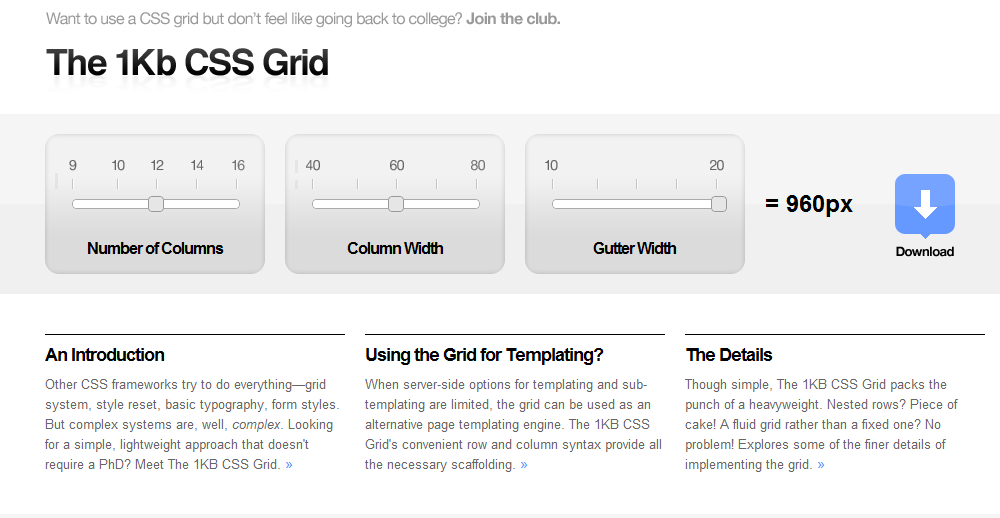 Want to use a CSS grid but don't feel like going back to college? Join the club.
The 1Kb CSS Grid
9 10 12 14 16
Number of Columns
40 60 80
Column Width
10 20
Gutter Width
= 960px
Download
An Introduction
Other CSS frameworks try to do everything—grid
system, style reset, basic typography, form styles.
But complex systems are, well, complex. Looking
for a simple, lightweight approach that doesn't
require a PhD? Meet The 1KB CSS Grid. »
Using the Grid for Templating?
When server-side options for templating and sub-
templating are limited, the grid can be used as an
alternative page templating engine. The 1KB CSS
Grid's convenient row and column syntax provide all
the necessary scaffolding. »
The Details
Though simple, The 1KB CSS Grid packs the
punch of a heavyweight. Nested rows? Piece of
cake! A fluid grid rather than a fixed one? No
problem! Explores some of the finer details of
implementing the grid. »